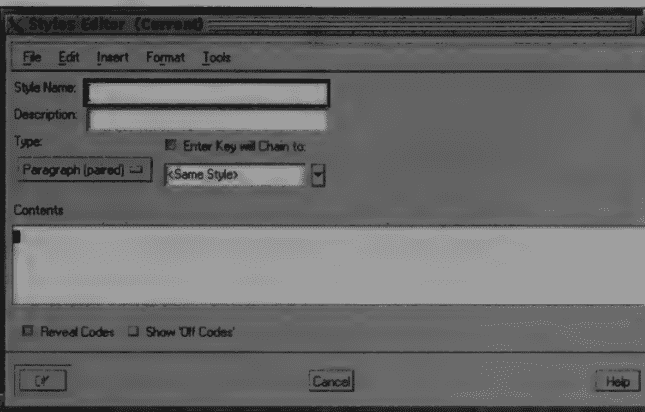 Styles Editor (Current)
File Edit Insert Format Tools
Style Name:
Description:
Type:
Enter Key will Chain to:
Paragraph (paired)
<Same Style>
Contents
Reveal Codes Show 'Off Codes'
OK Cancel Help